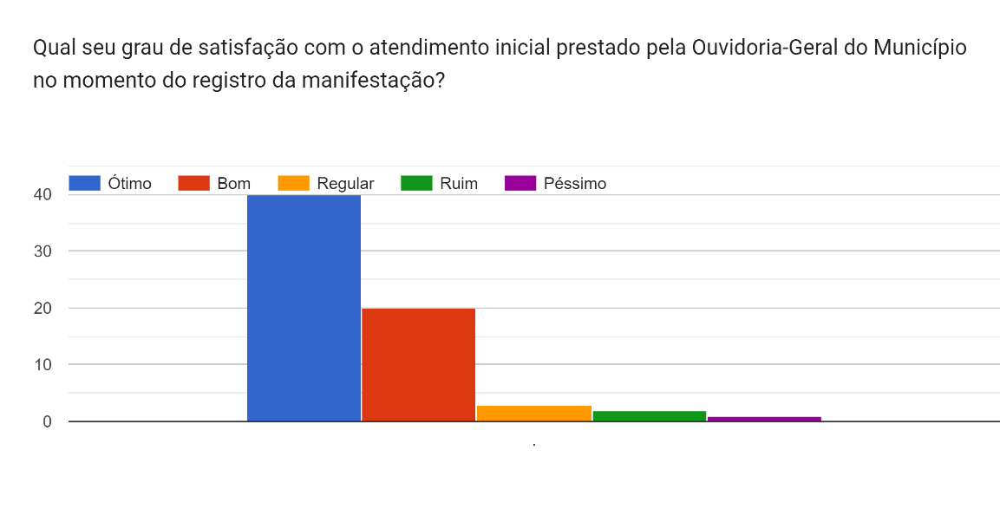 Qual seu grau de satisfação com o atendimento inicial prestado pela Ouvidoria-Geral do Município
no momento do registro da manifestação?
Ótimo Bom Regular Ruim Péssimo
40
30
20
10
0
.